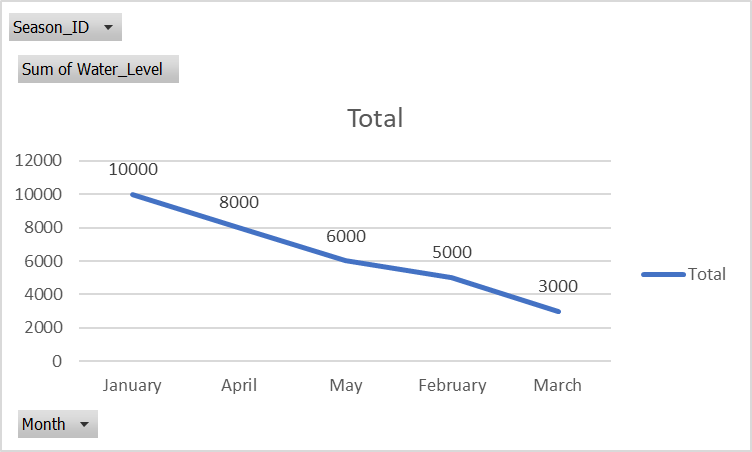 Season_ID
Sum of Water_Level
Total
12000
10000
8000
6000
4000
2000
0
10000
8000
6000
5000
3000
January April May February March
Total
Month